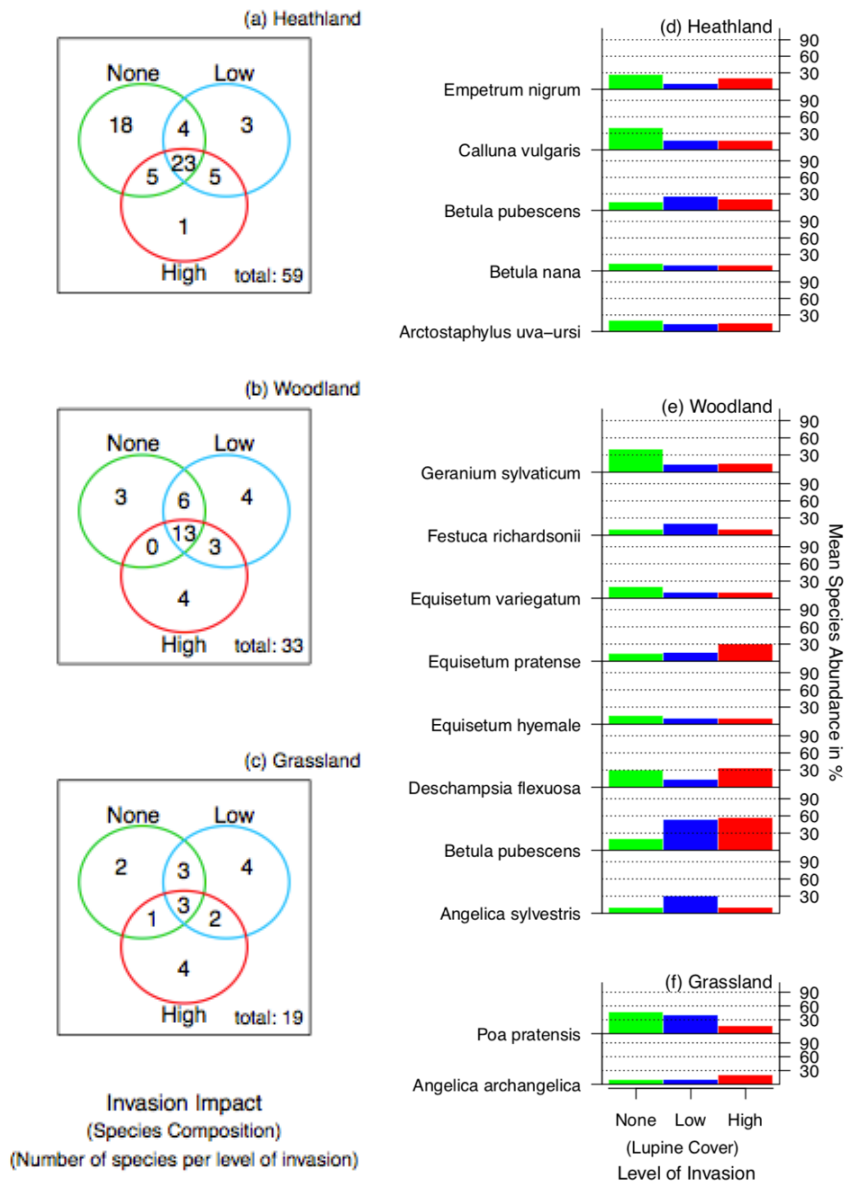 (a) Heathland
None Low
18 4 3
23
5 5
1
High total: 59
(b) Woodland
None Low
3 6 4
13
0 3
4
High total: 33
(c) Grassland
None Low
2 3 4
3
1 2
4
High total: 19
Invasion Impact
(Species Composition)
(Number of species per level of invasion)
(d) Heathland
90
60
30
Empetrum nigrum
90
60
30
Calluna vulgaris
90
60
30
Betula pubescens
90
60
30
Betula nana
90
60
30
Arctostaphylus uva−ursi
(e) Woodland
90
60
30
Geranium sylvaticum
90
60
30
Festuca richardsonii
90
60
30
Equisetum variegatum
90
60
30
Equisetum pratense
90
60
30
Equisetum hyemale
90
60
30
Deschampsia flexuosa
90
60
30
Betula pubescens
90
60
30
Angelica sylvestris
(f) Grassland
90
60
30
Poa pratensis
90
60
30
Angelica archangelica
None Low High
(Lupine Cover)
Level of Invasion
Mean Species Abundance in %